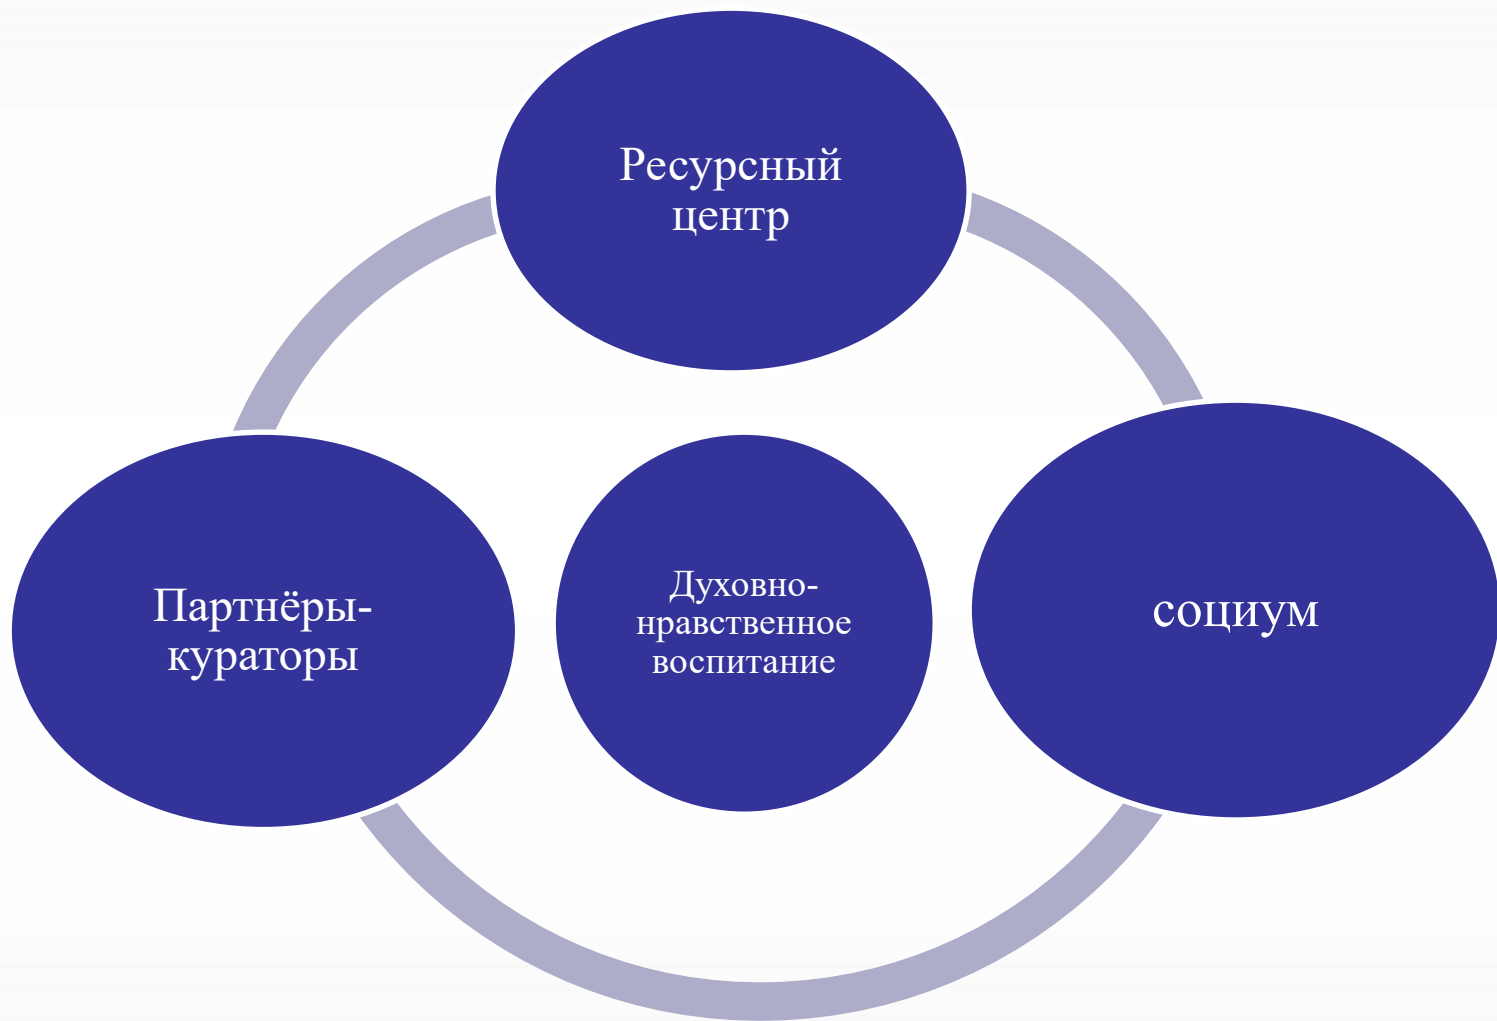 Ресурсный
центр
Партнёры-
кураторы
Духовно-
нравственное
воспитание
социум